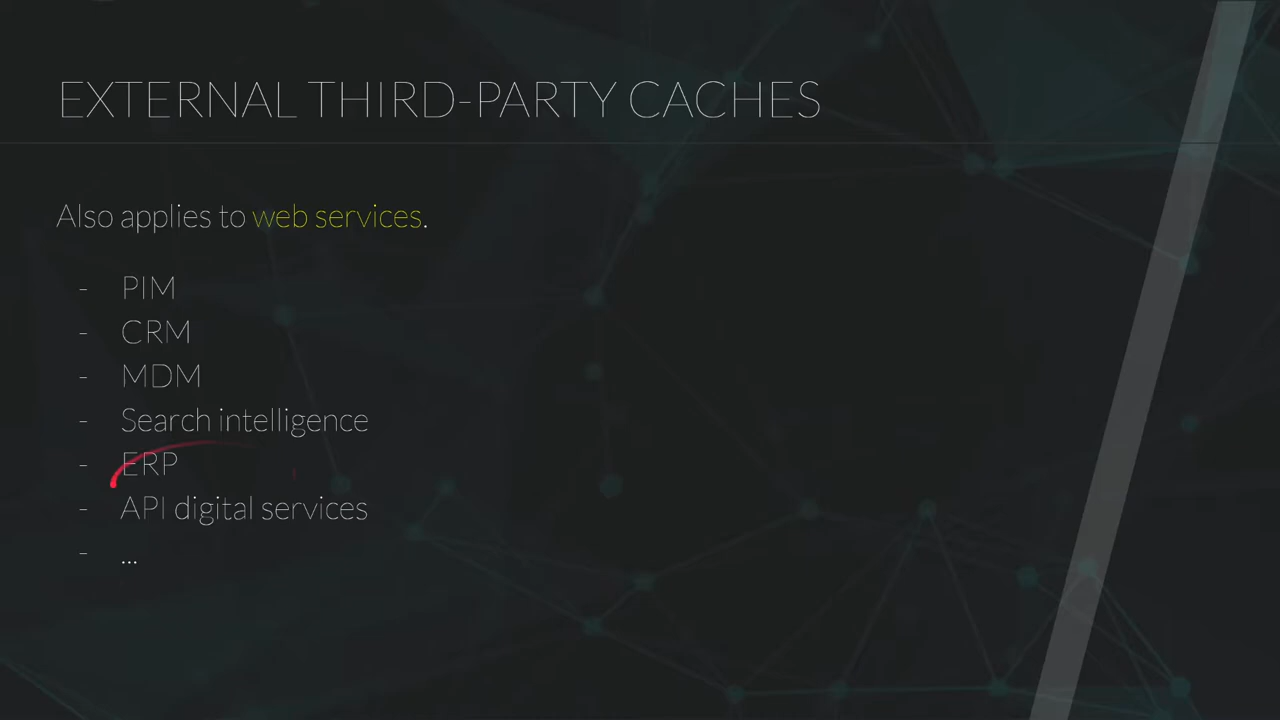 EXTERNAL THIRD-PARTY CACHES
Also applies to web services.
- PIM
- CRM
- MDM
- Search intelligence
- ERP
- API digital services
- ...